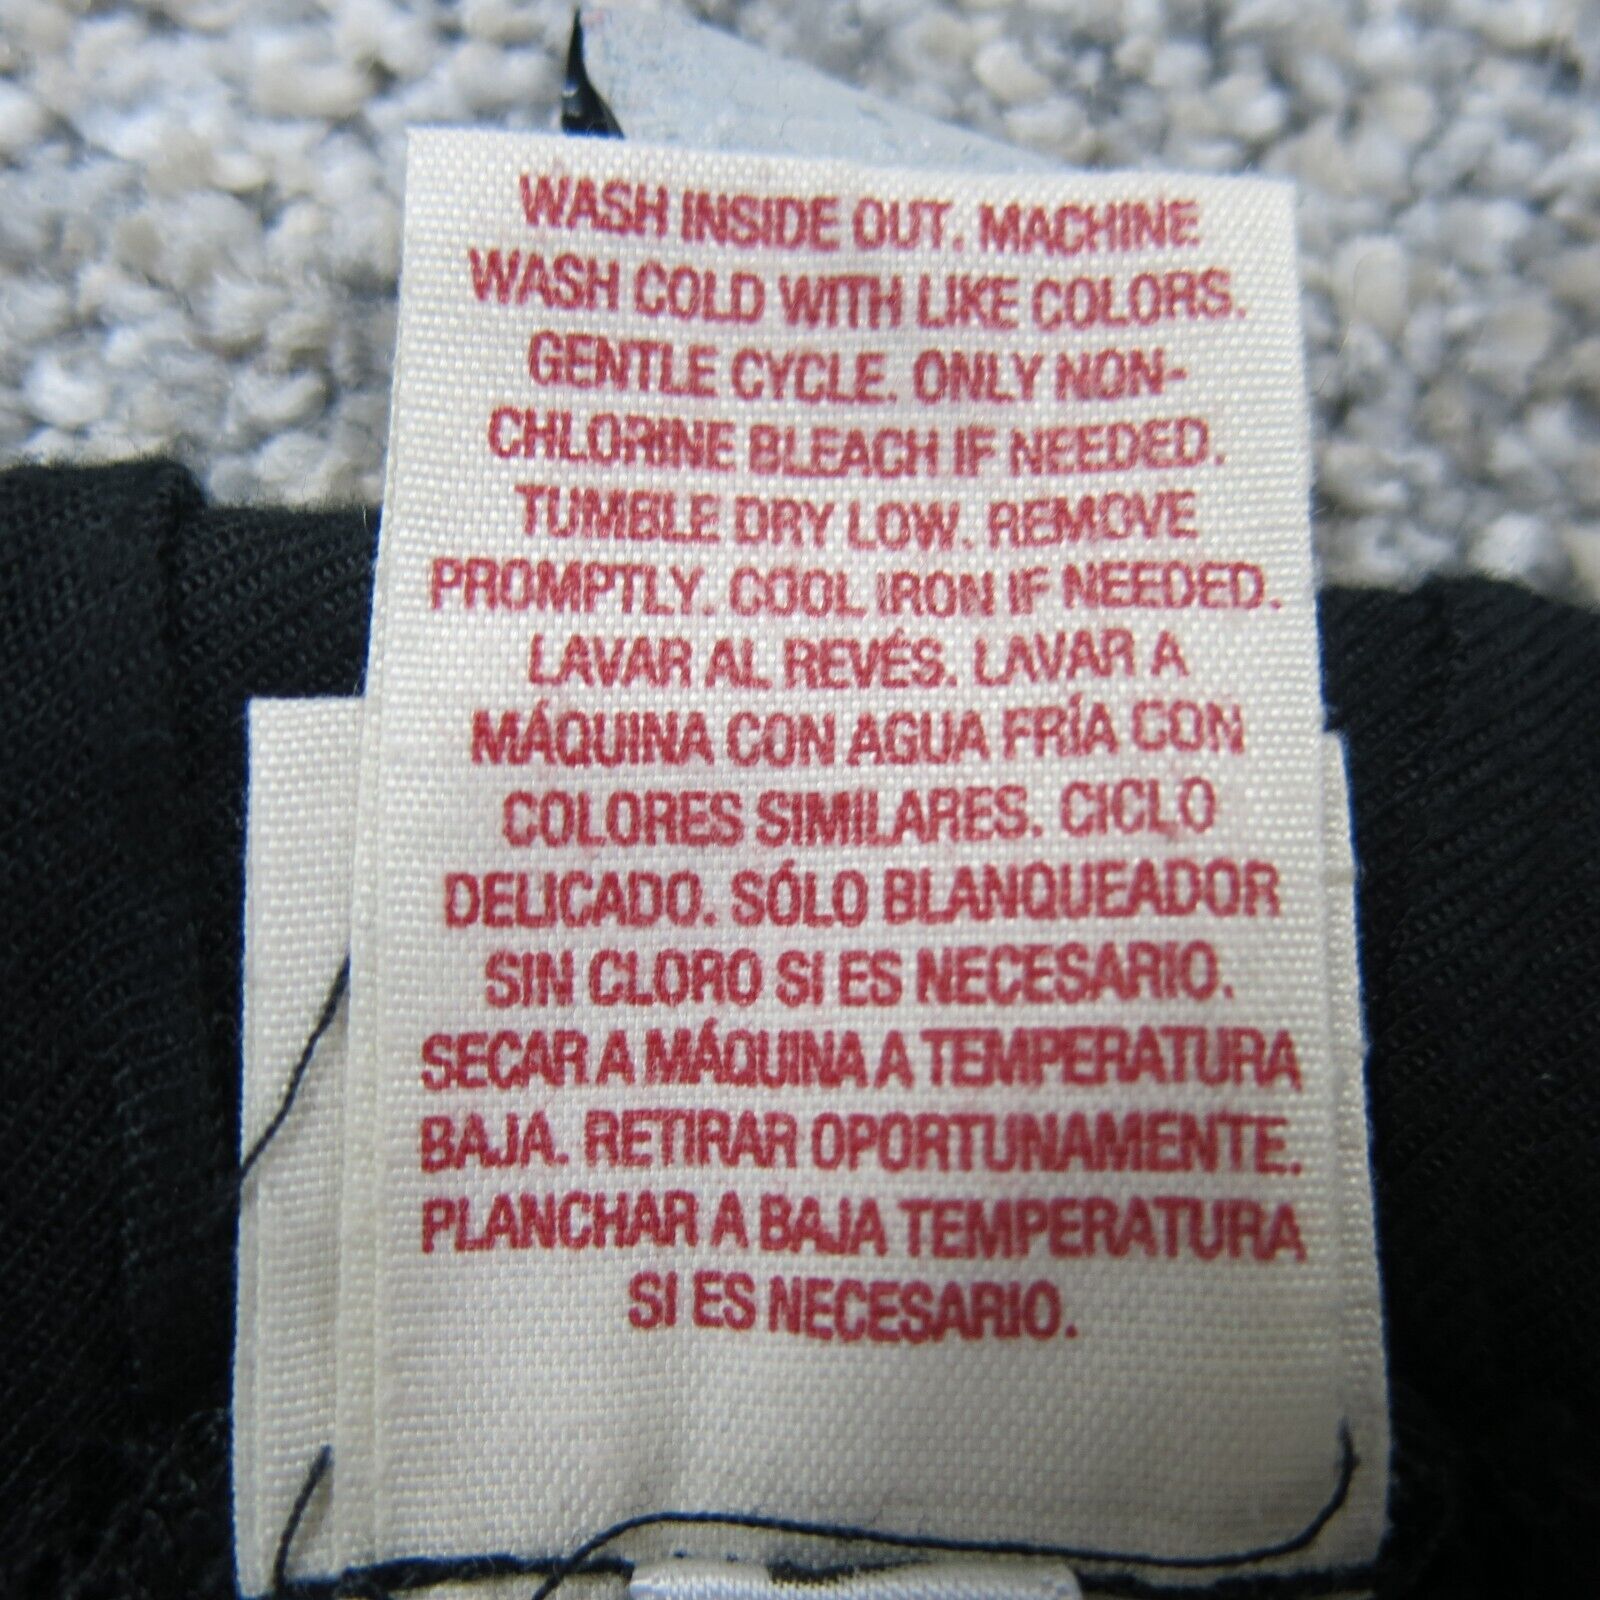 WASH INSIDE OUT. MACHINE
WASH COLD WITH LIKE COLORS.
GENTLE CYCLE. ONLY NON-
CHLORINE BLEACH IF NEEDED.
TUMBLE DRY LOW. REMOVE
PROMPTLY. COOL IRON IF NEEDED.
LAVAR AL REVÉS. LAVAR A
MÁQUINA CON AGUA FRÍA CON
COLORES SIMILARES. CICLO
DELICADO. SÓLO BLANQUEADOR
SIN CLORO SI ES NECESARIO.
SECAR A MÁQUINA A TEMPERATURA
BAJA. RETIRAR OPORTUNAMENTE.
PLANCHAR A BAJA TEMPERATURA
SI ES NECESARIO.